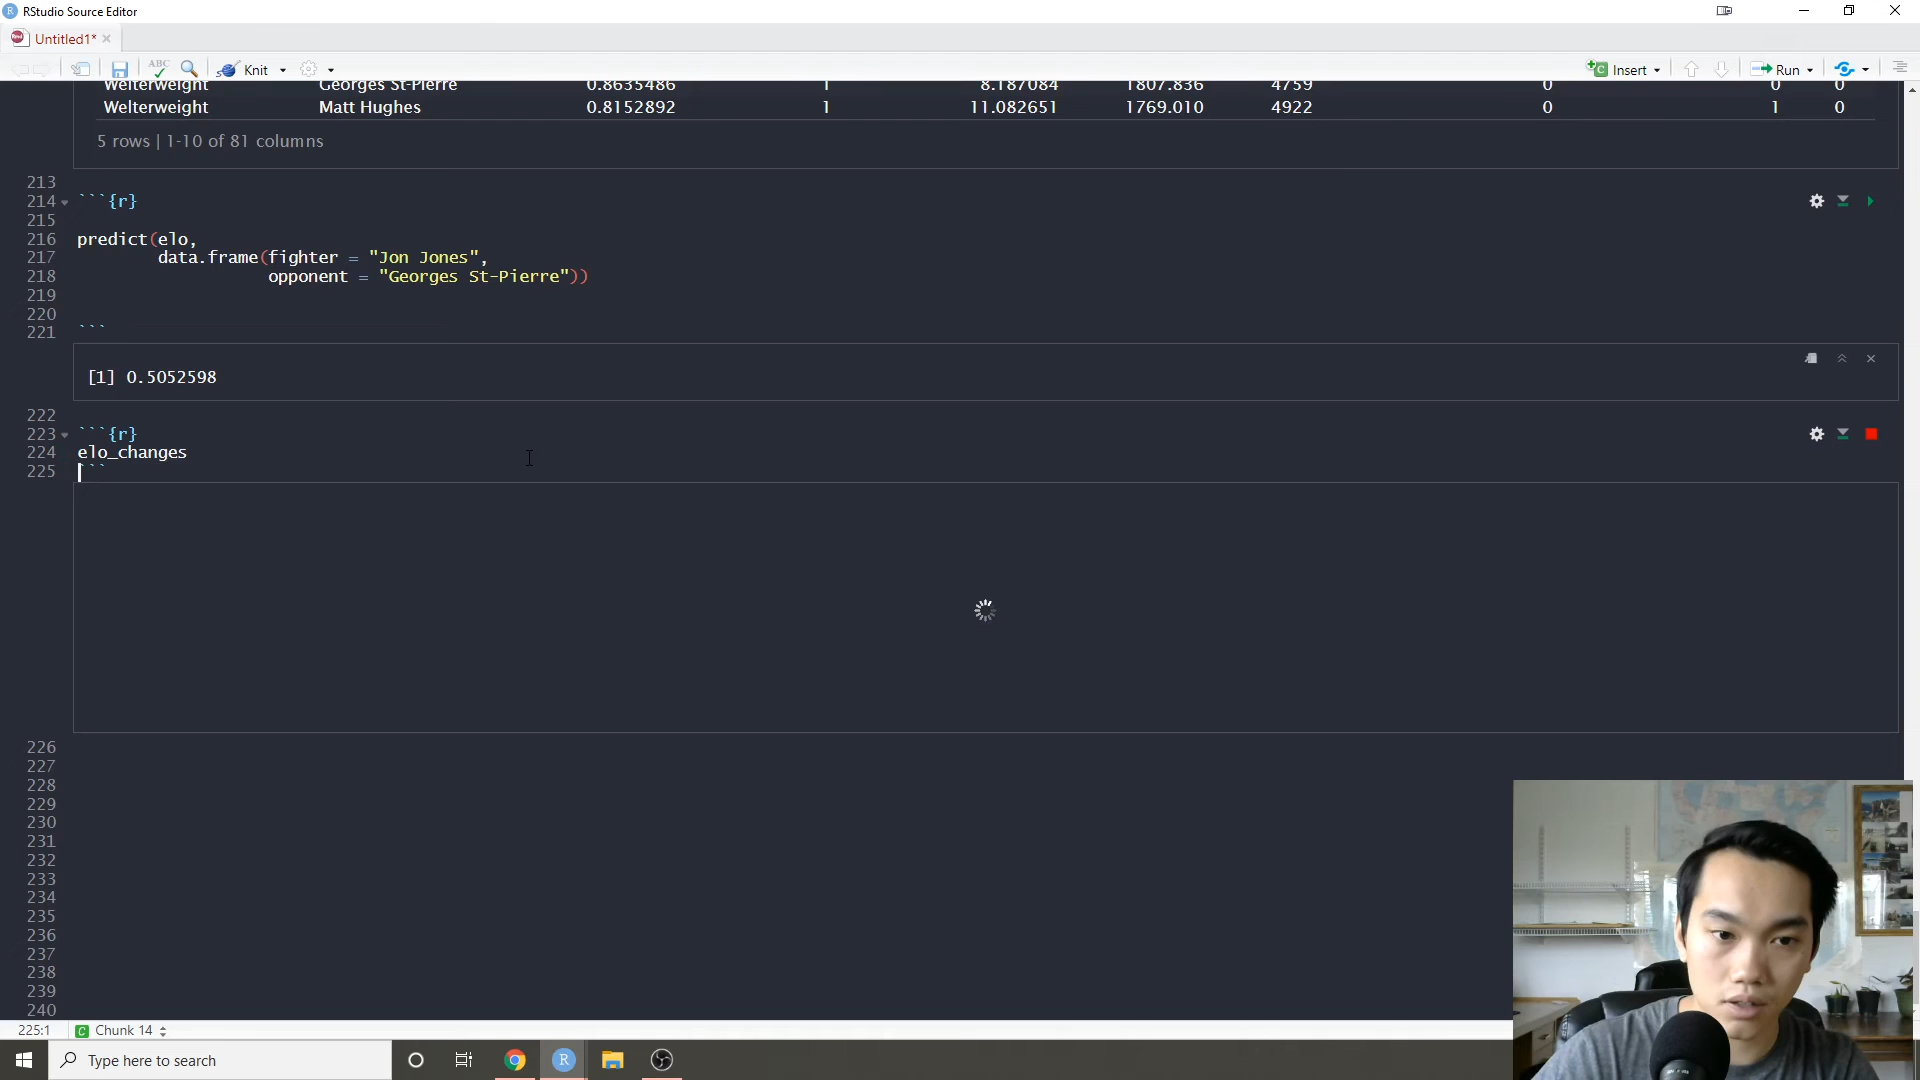 RStudio Source Editor
Untitled1*
ABC
Knit
Insert
Run
Welterweight Georges St-Pierre 0.8635486 1 8.187084 1807.836 4759 0 0 0
Welterweight Matt Hughes 0.8152892 1 11.082651 1769.010 4922 0 1 0
5 rows | 1-10 of 81 columns
213
214 ```{r}
215
216 predict(elo,
217 data.frame(fighter = "Jon Jones",
218 opponent = "Georges St-Pierre"))
219
220
221 ```
[1] 0.5052598
222
223 ```{r}
224 elo_changes
225 ```
226
227
228
229
230
231
232
233
234
235
236
237
238
239
240
225:1 Chunk 14
Type here to search